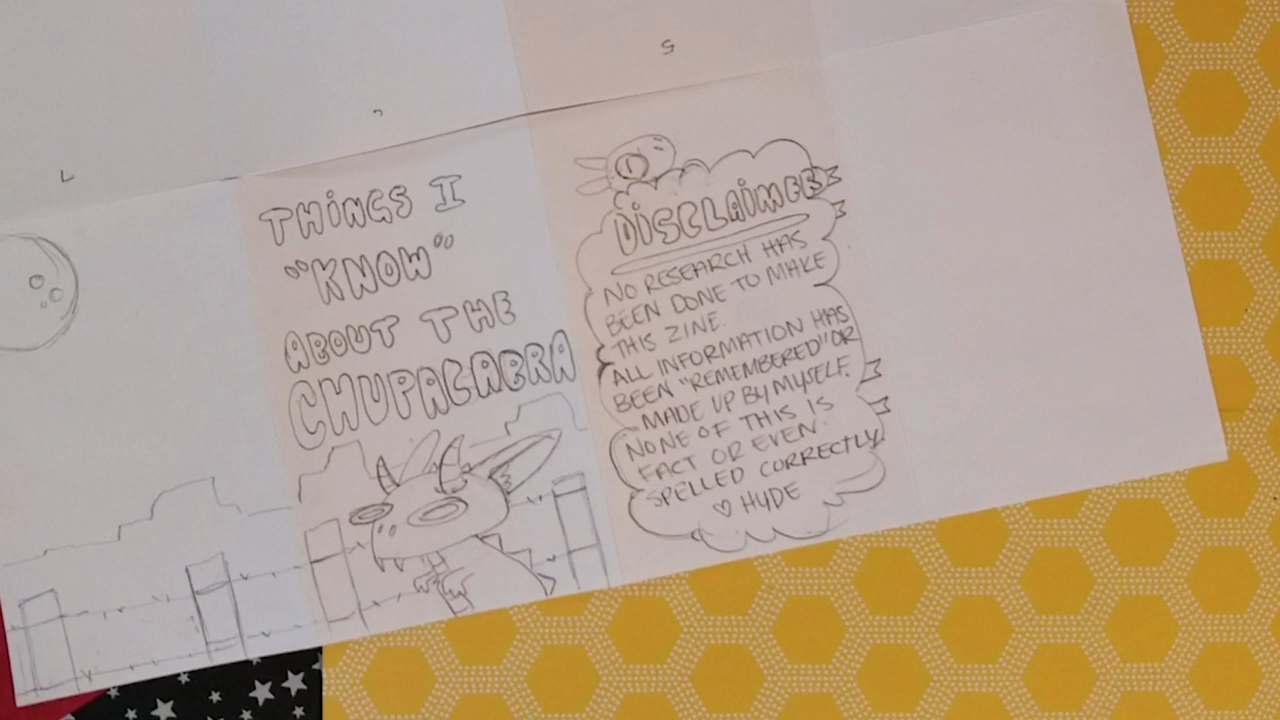 5
THINGS I
"KNOW"
ABOUT THE
CHUPACABRA
DISCLAIMER
NO RESEARCH HAS
BEEN DONE TO MAKE
THIS ZINE.
ALL INFORMATION HAS
BEEN "REMEMBERED" OR
MADE UP BY MYSELF.
NONE OF THIS IS
FACT OR EVEN
SPELLED CORRECTLY
♡ HYDE